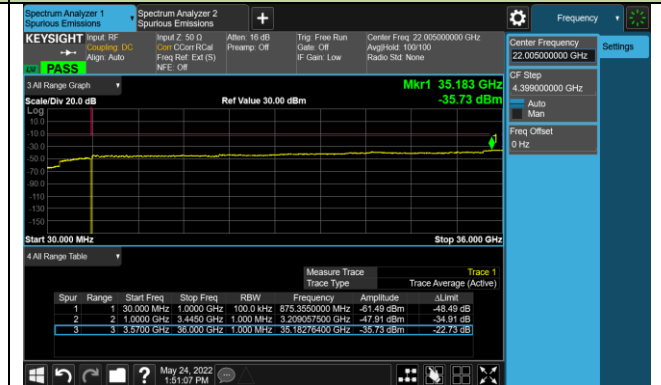 Spectrum Analyzer 1
Spurious Emissions
Spectrum Analyzer 2
Spurious Emissions
+
Frequency
KEYSIGHT
Input: RF
Coupling: DC
Align: Auto
Input Z: 50 Ω
Corr CCorr RCal
Freq Ref: Ext (S)
NFE: Off
Atten: 16 dB
Preamp: Off
Trig: Free Run
Gate: Off
IF Gain: Low
Center Freq: 22.005000000 GHz
Avg|Hold: 100/100
Radio Std: None
LNI PASS
Center Frequency
22.005000000 GHz
Settings
CF Step
4.399000000 GHz
Auto
Man
Freq Offset
0 Hz
3 All Range Graph
Mkr1 35.183 GHz
Scale/Div 20.0 dB
Ref Value 30.00 dBm
-35.73 dBm
Log
10.0
-10.0
-30.0
-50.0
-70.0
-90.0
-110
-130
-150
1
Start 30.000 MHz
Stop 36.000 GHz
4 All Range Table
Measure Trace Trace 1
Trace Type Trace Average (Active)
Spur Range Start Freq Stop Freq RBW Frequency Amplitude ΔLimit
1 1 30.000 MHz 1.0000 GHz 100.0 kHz 875.3550000 MHz -61.49 dBm -48.49 dB
2 2 1.0000 GHz 3.4450 GHz 1.000 MHz 3.209057500 GHz -47.91 dBm -34.91 dB
3 3 3.5700 GHz 36.000 GHz 1.000 MHz 35.18276400 GHz -35.73 dBm -22.73 dB
?
May 24, 2022
1:51:07 PM